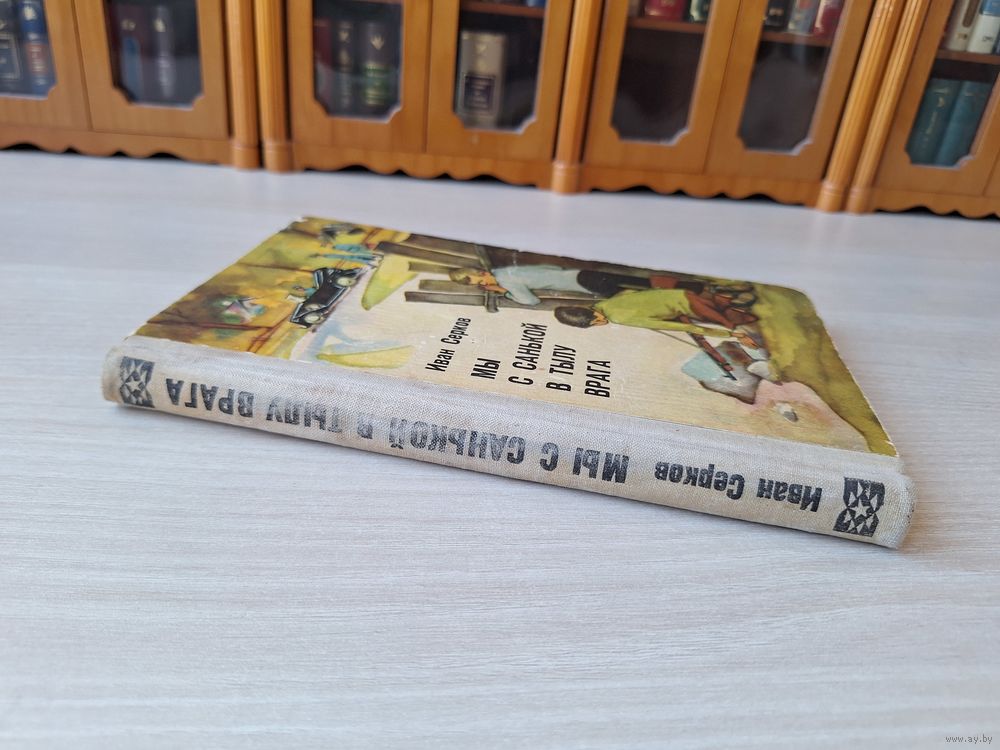 Иван Серков
МЫ
С САНЬКОЙ
В ТЫЛУ
ВРАГА
Иван Серков МЫ С САНЬКОЙ В ТЫЛУ ВРАГА
www.ay.by